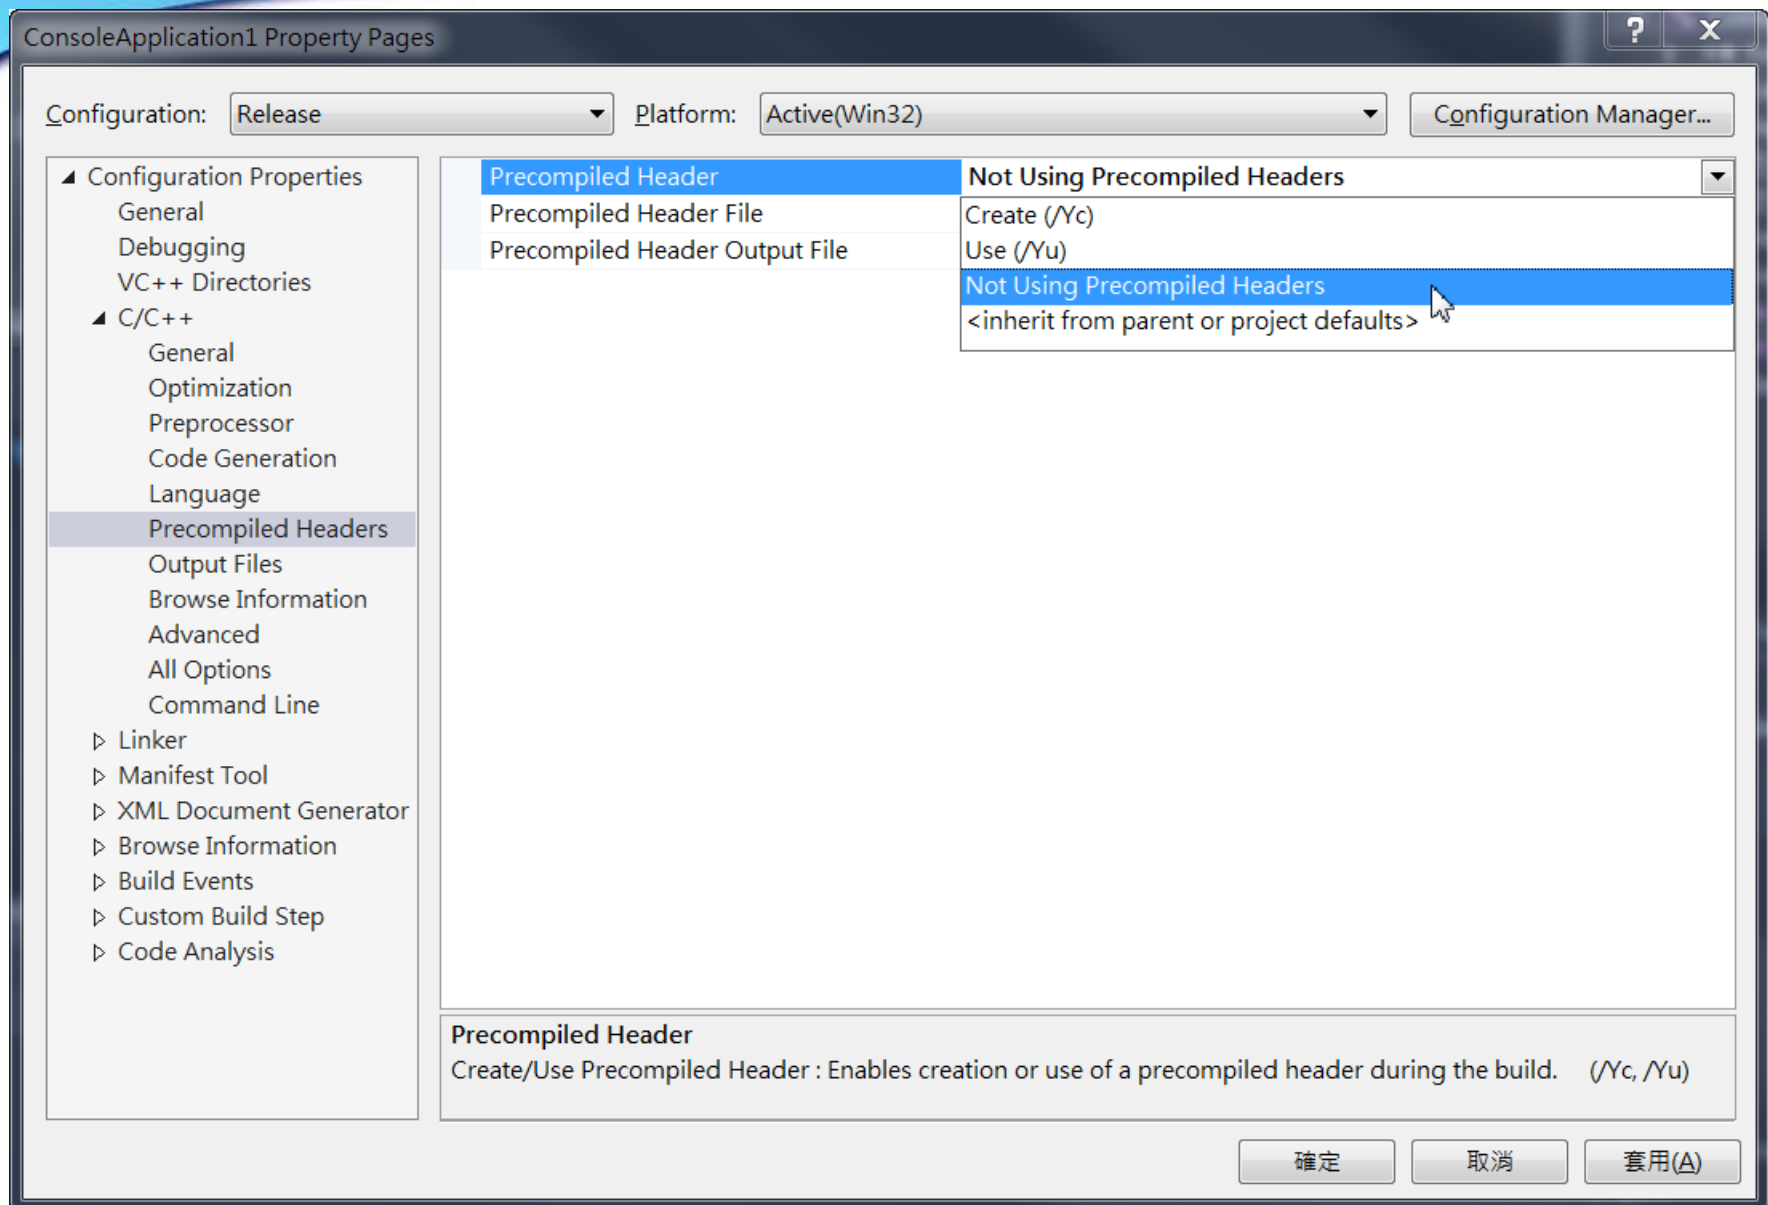 ConsoleApplication1 Property Pages
?
X
Configuration: Release Platform: Active(Win32) Configuration Manager...
Configuration Properties
General
Debugging
VC++ Directories
C/C++
General
Optimization
Preprocessor
Code Generation
Language
Precompiled Headers
Output Files
Browse Information
Advanced
All Options
Command Line
Linker
Manifest Tool
XML Document Generator
Browse Information
Build Events
Custom Build Step
Code Analysis
Precompiled Header Not Using Precompiled Headers
Precompiled Header File
Precompiled Header Output File
Create (/Yc)
Use (/Yu)
Not Using Precompiled Headers
<inherit from parent or project defaults>
Precompiled Header
Create/Use Precompiled Header : Enables creation or use of a precompiled header during the build. (/Yc, /Yu)
確定 取消 套用(A)